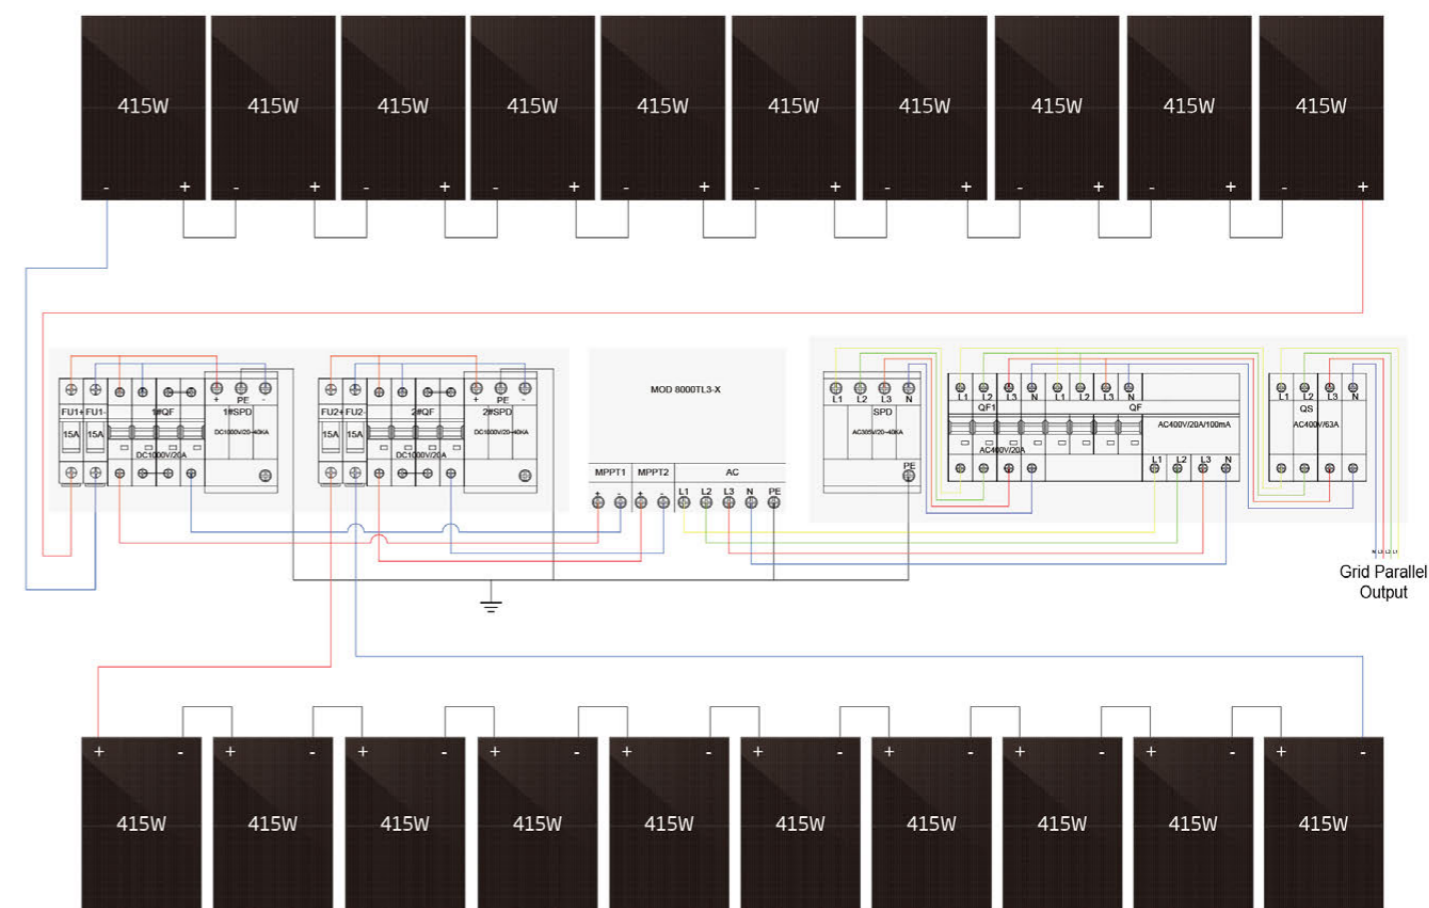 415W 415W 415W 415W 415W 415W 415W 415W 415W 415W
- + - + - + - + - + - + - + - + - + - +
MOD 8000TL3-X
+ PE -
+ PE -
L1 L2 L3 N
L1 L2 L3 N L1 L2 L3 N
L1 L2 L3 N
FU1+ FU1- 1#QF 1#SPD
FU2+ FU2- 2#QF 2#SPD
SPD
QF1 QF
QS
15A 15A DC1000V/20~40KA
15A 15A DC1000V/20~40KA
AC385V/20~40KA
AC400V/20A/100mA
AC400V/63A
DC1000V/20A
DC1000V/20A
AC400V/20A
MPPT1 MPPT2 AC
PE
L1 L2 L3 N
+ - + - L1 L2 L3 N PE
N L3 L2 L1
Grid Parallel
Output
+ - + - + - + - + - + - + - + - + - + -
415W 415W 415W 415W 415W 415W 415W 415W 415W 415W